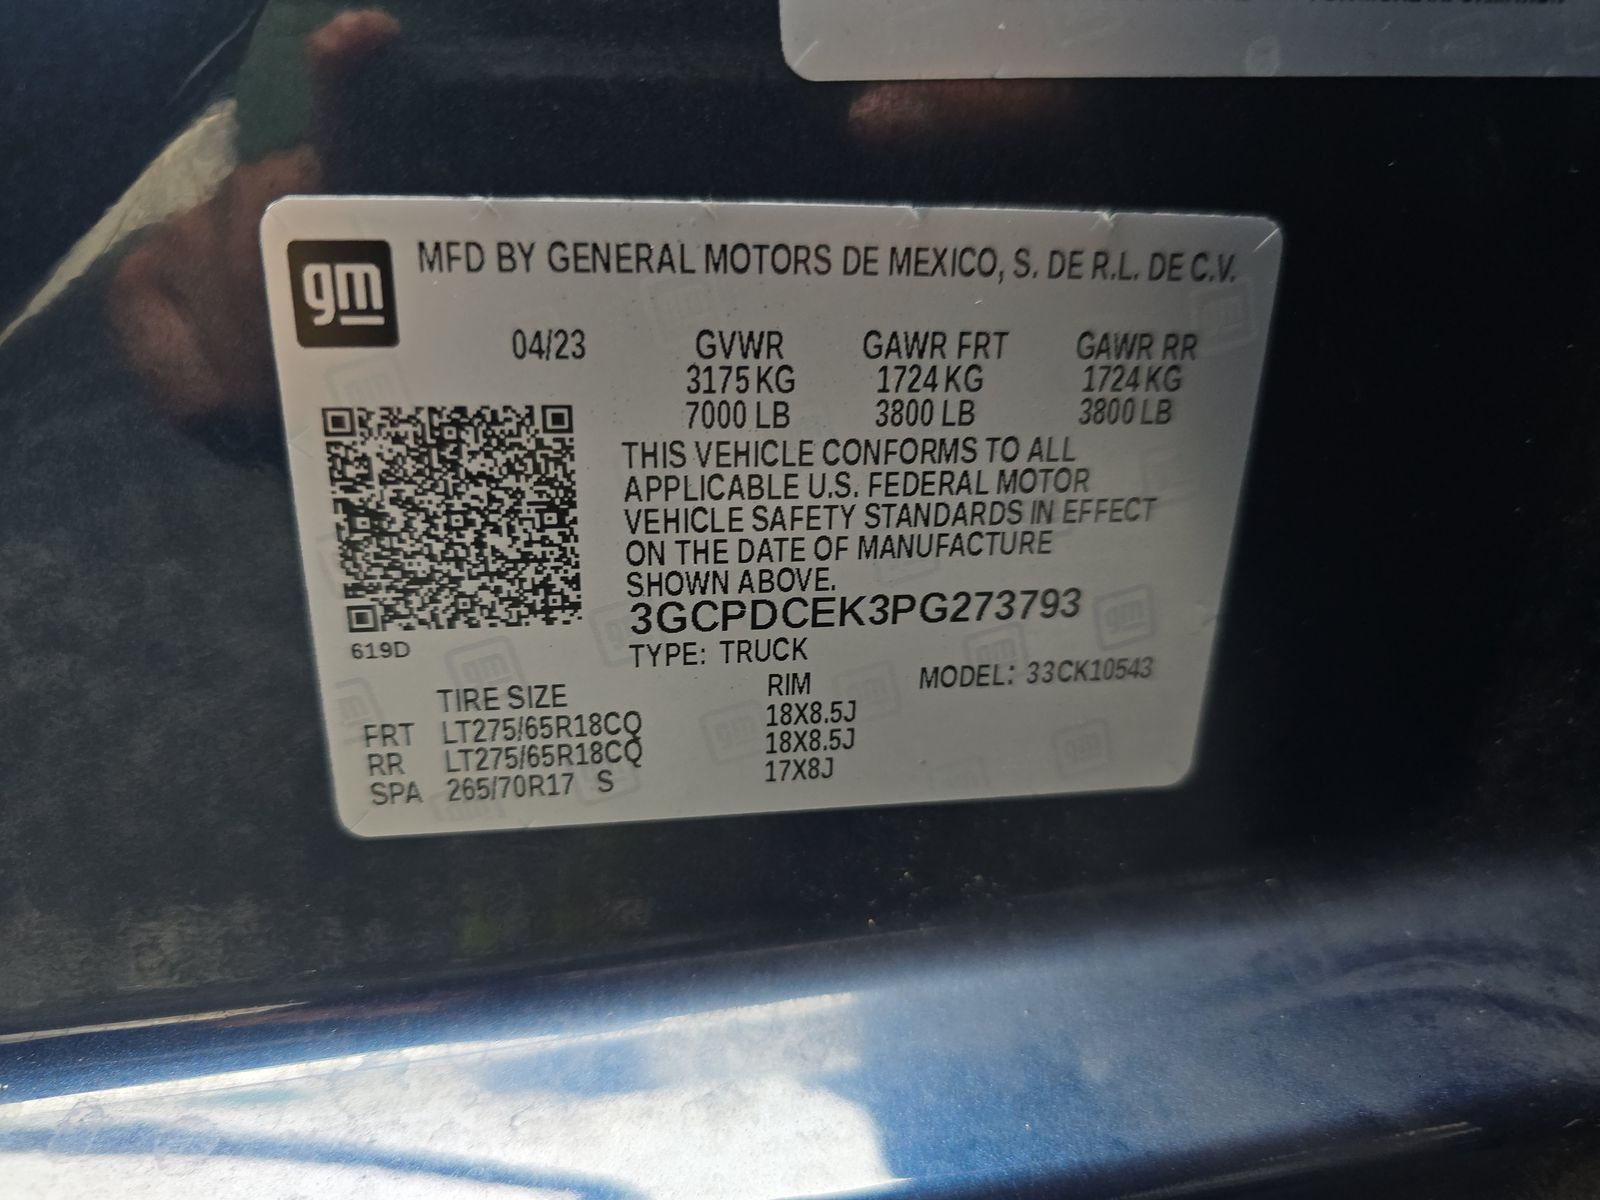 gm
MFD BY GENERAL MOTORS DE MEXICO, S. DE R.L. DE C.V.
04/23 GVWR GAWR FRT GAWR RR
3175 KG 1724 KG 1724 KG
7000 LB 3800 LB 3800 LB
THIS VEHICLE CONFORMS TO ALL
APPLICABLE U.S. FEDERAL MOTOR
VEHICLE SAFETY STANDARDS IN EFFECT
ON THE DATE OF MANUFACTURE
SHOWN ABOVE.
3GCPDCEK3PG273793
619D
TYPE: TRUCK
MODEL: 33CK10543
TIRE SIZE RIM
FRT LT275/65R18CQ 18X8.5J
RR LT275/65R18CQ 18X8.5J
SPA 265/70R17 S 17X8J